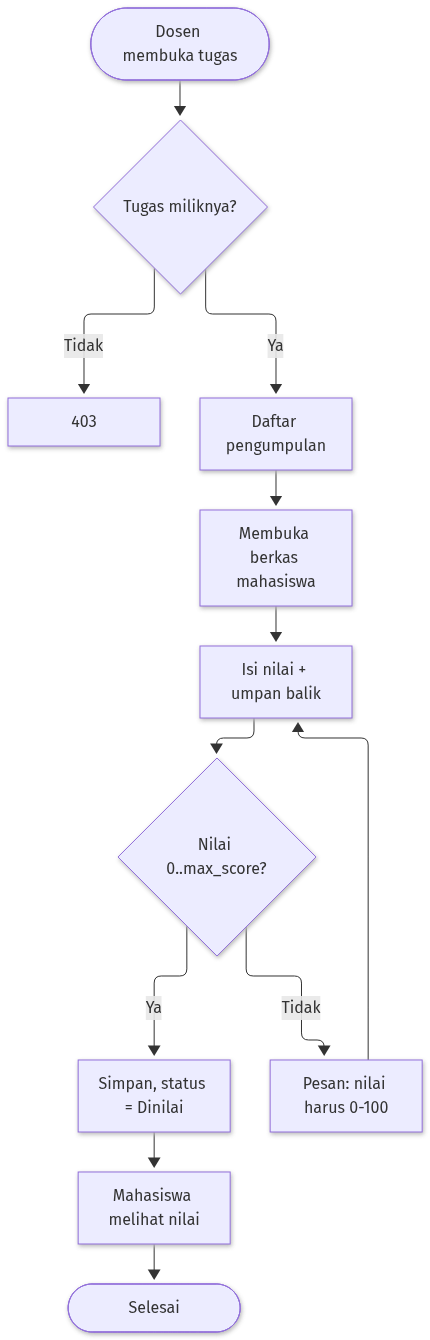 Dosen
membuka tugas
Tugas miliknya?
Tidak
Ya
403
Daftar
pengumpulan
Membuka
berkas
mahasiswa
Isi nilai +
umpan balik
Nilai
0..max_score?
Ya
Tidak
Simpan, status
= Dinilai
Pesan: nilai
harus 0-100
Mahasiswa
melihat nilai
Selesai